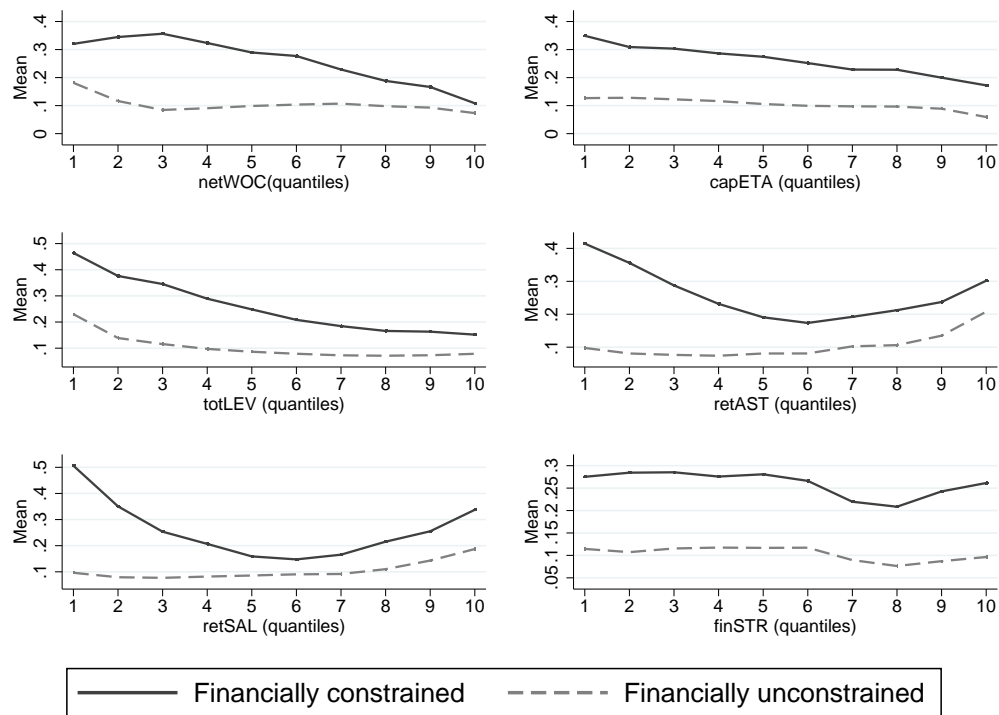 Mean
.4
.3
.2
.1
0
1 2 3 4 5 6 7 8 9 10
netWOC(quantiles)
Mean
.4
.3
.2
.1
0
1 2 3 4 5 6 7 8 9 10
capETA (quantiles)
Mean
.5
.4
.3
.2
.1
1 2 3 4 5 6 7 8 9 10
totLEV (quantiles)
Mean
.4
.3
.2
.1
1 2 3 4 5 6 7 8 9 10
retAST (quantiles)
Mean
.5
.4
.3
.2
.1
1 2 3 4 5 6 7 8 9 10
retSAL (quantiles)
Mean
.3
.25
.2
.15
.1
.05
1 2 3 4 5 6 7 8 9 10
finSTR (quantiles)
Financially constrained
Financially unconstrained